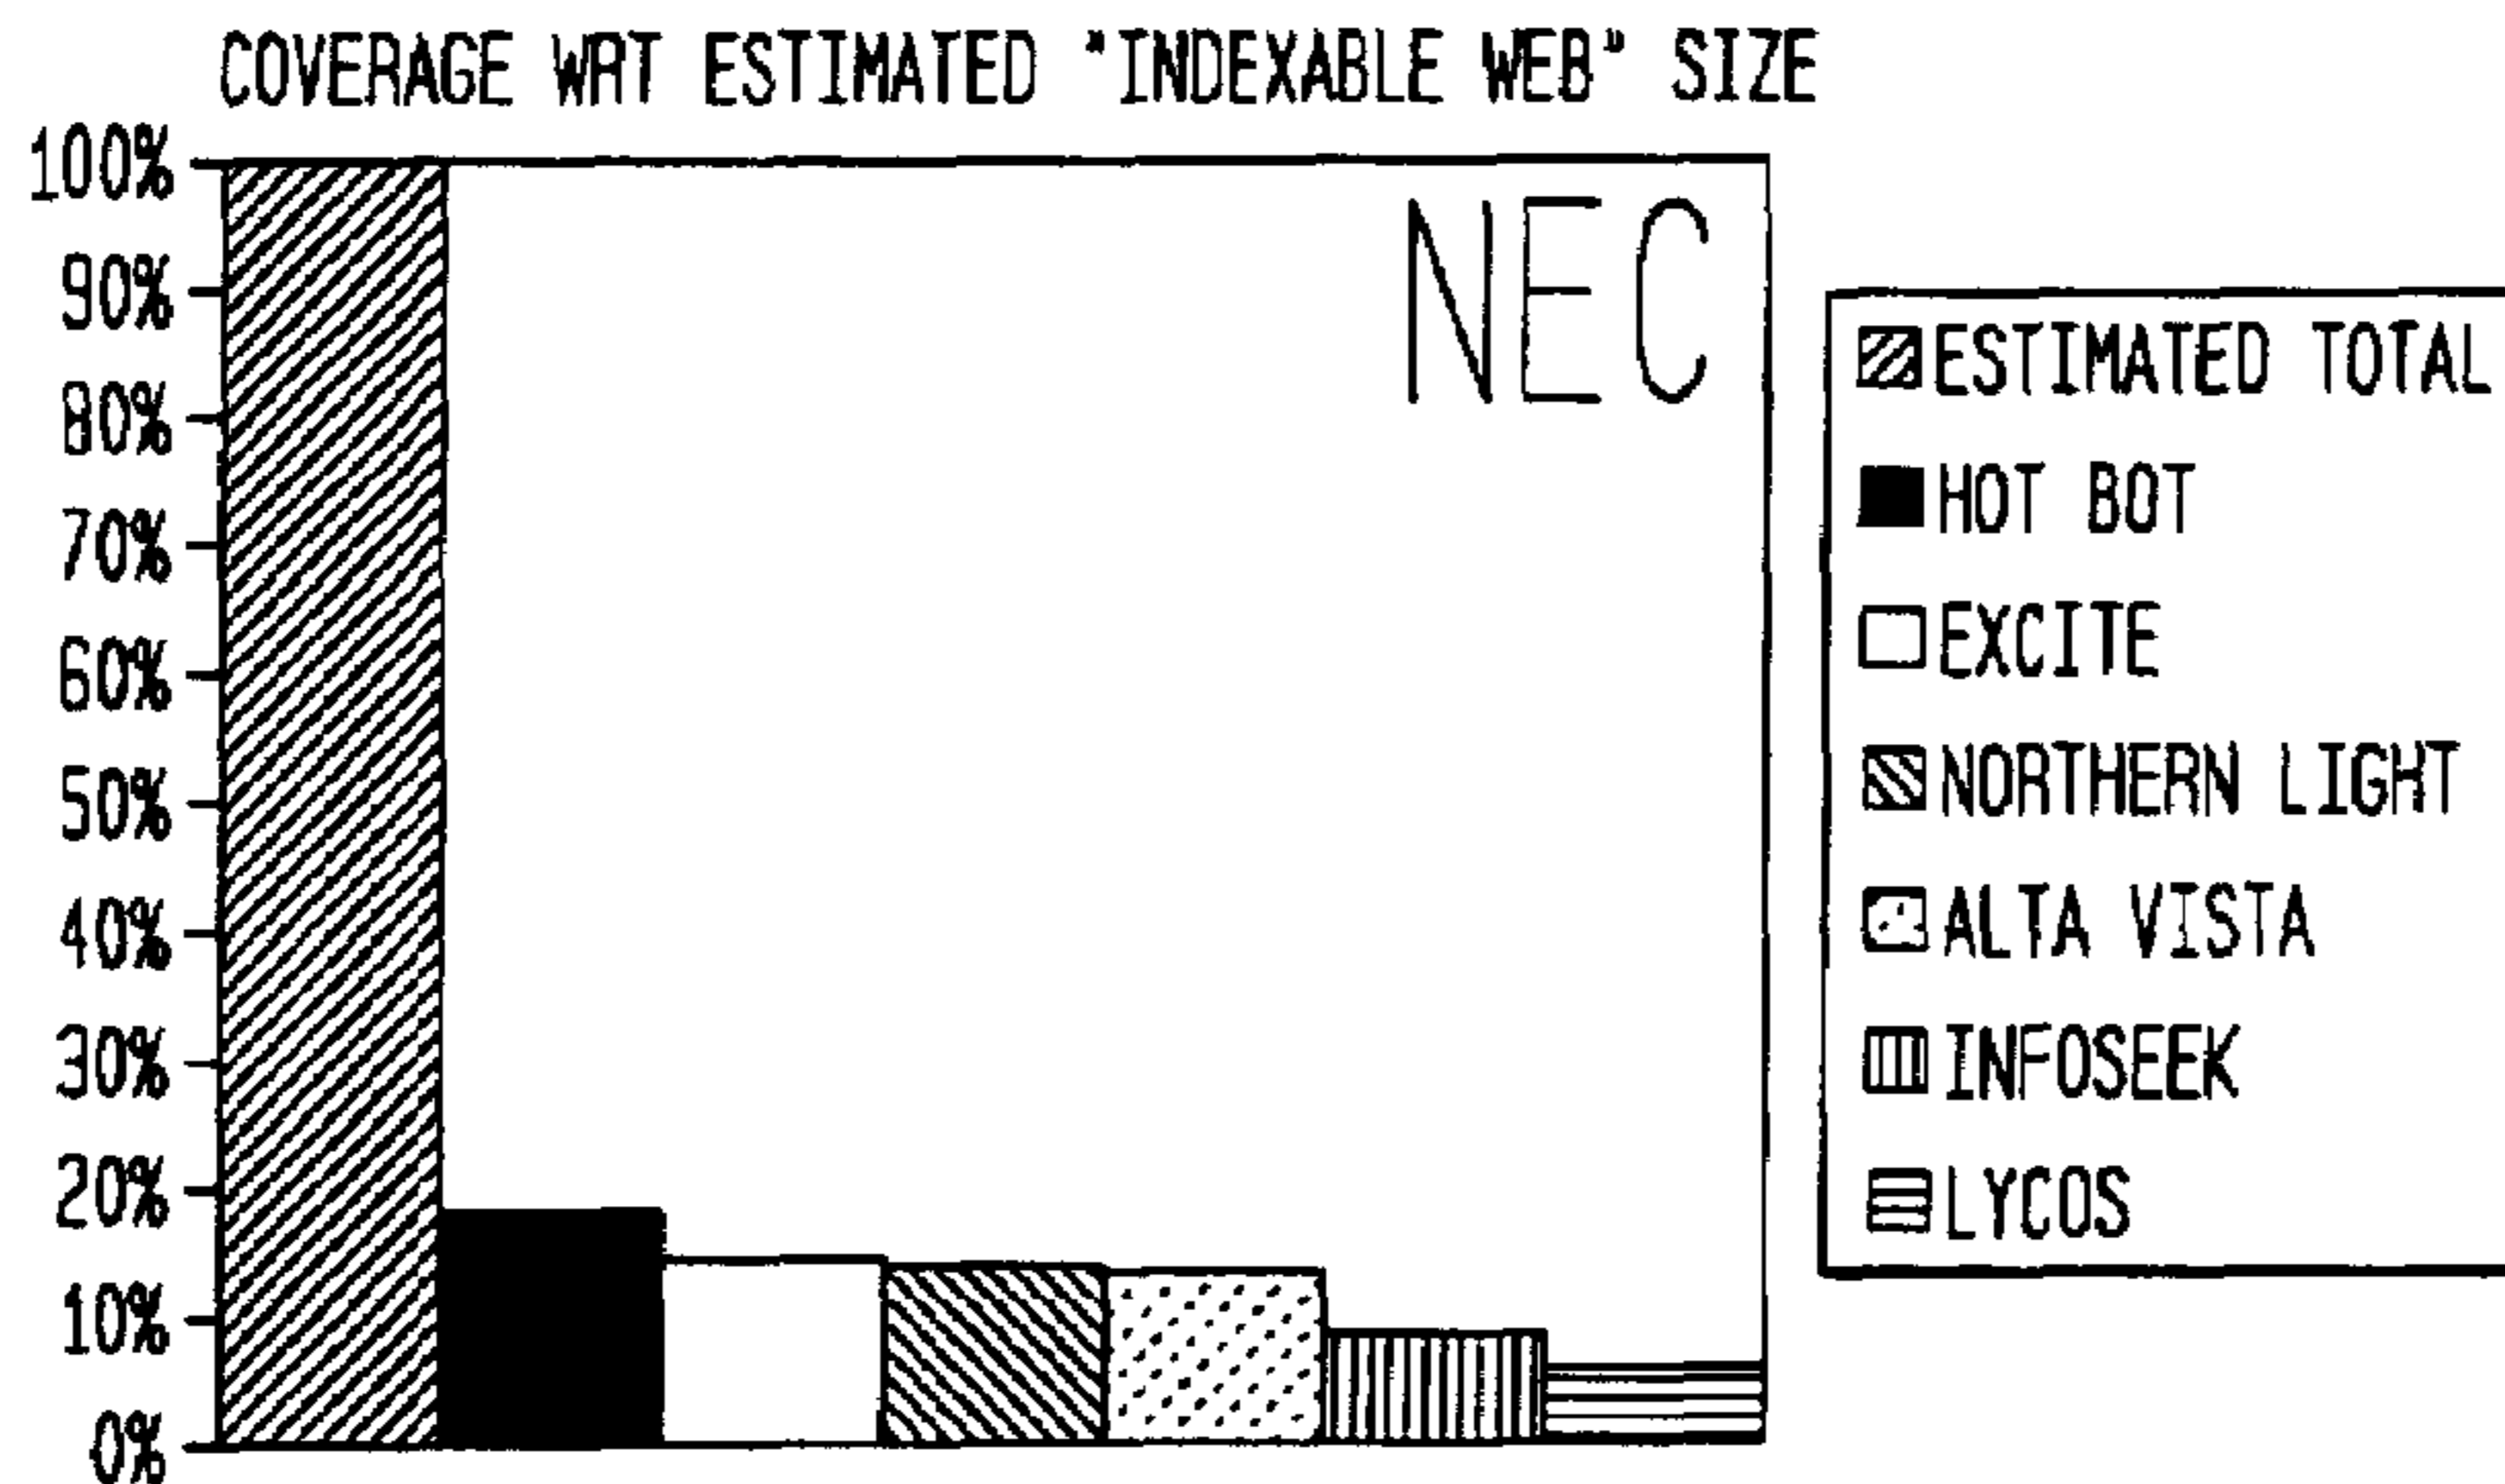 COVERAGE WRT ESTIMATED "INDEXABLE WEB" SIZE
100%
90%
80%
70%
60%
50%
40%
30%
20%
10%
0%
NEC
ESTIMATED TOTAL
HOT BOT
EXCITE
NORTHERN LIGHT
ALTA VISTA
INFOSEEK
LYCOS